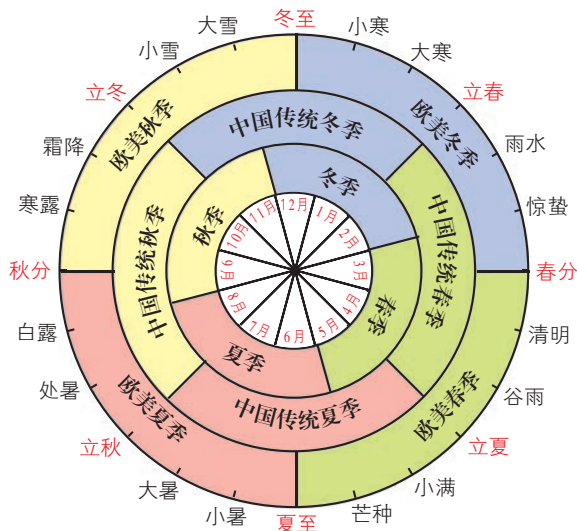 冬至
小寒
大寒
立春
雨水
惊蛰
春分
清明
谷雨
立夏
小满
芒种
夏至
小暑
大暑
立秋
处暑
白露
秋分
寒露
霜降
立冬
小雪
大雪
欧美冬季
欧美春季
欧美夏季
欧美秋季
中国传统冬季
中国传统春季
中国传统夏季
中国传统秋季
冬季
春季
夏季
秋季
12月
1月
2月
3月
4月
5月
6月
7月
8月
9月
10月
11月